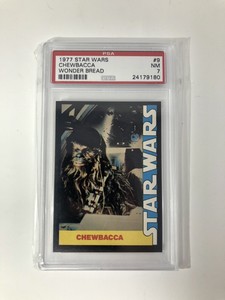 PSA
1977 STAR WARS #9
CHEWBACCA NM
WONDER BREAD 7
24179180
STAR WARS
CHEWBACCA